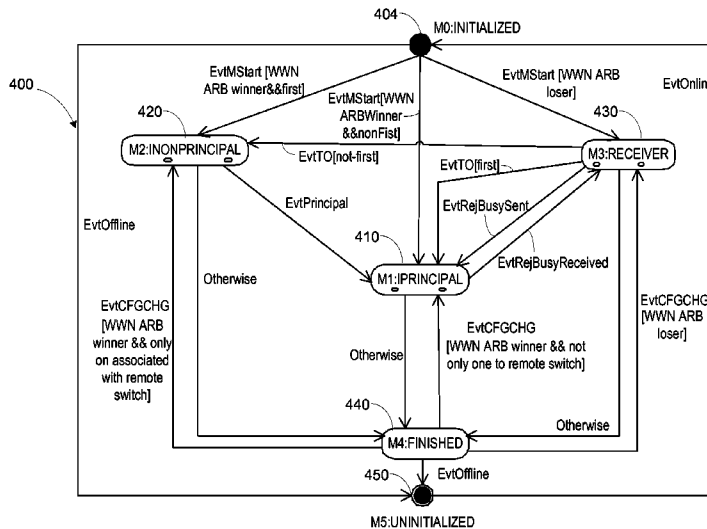 404
M0:INITIALIZED
400
EvtMStart [WWN
ARB winner&&first]
EvtMStart[WWN
ARBWinner
&&nonFist]
EvtMStart [WWN ARB
loser]
EvtOnline
420
430
M2:INONPRINCIPAL
M3:RECEIVER
EvtTO[not-first]
EvtTO[first]
EvtPrincipal
EvtRejBusySent
EvtOffline
410
EvtRejBusyReceived
M1:IPRINCIPAL
Otherwise
EvtCFGCHG
[WWN ARB
winner && only
on associated
with remote
switch]
EvtCFGCHG
[WWN ARB winner && not
only one to remote switch]
EvtCFGCHG
[WWN ARB
loser]
Otherwise
440
Otherwise
M4:FINISHED
450
EvtOffline
M5:UNINITIALIZED